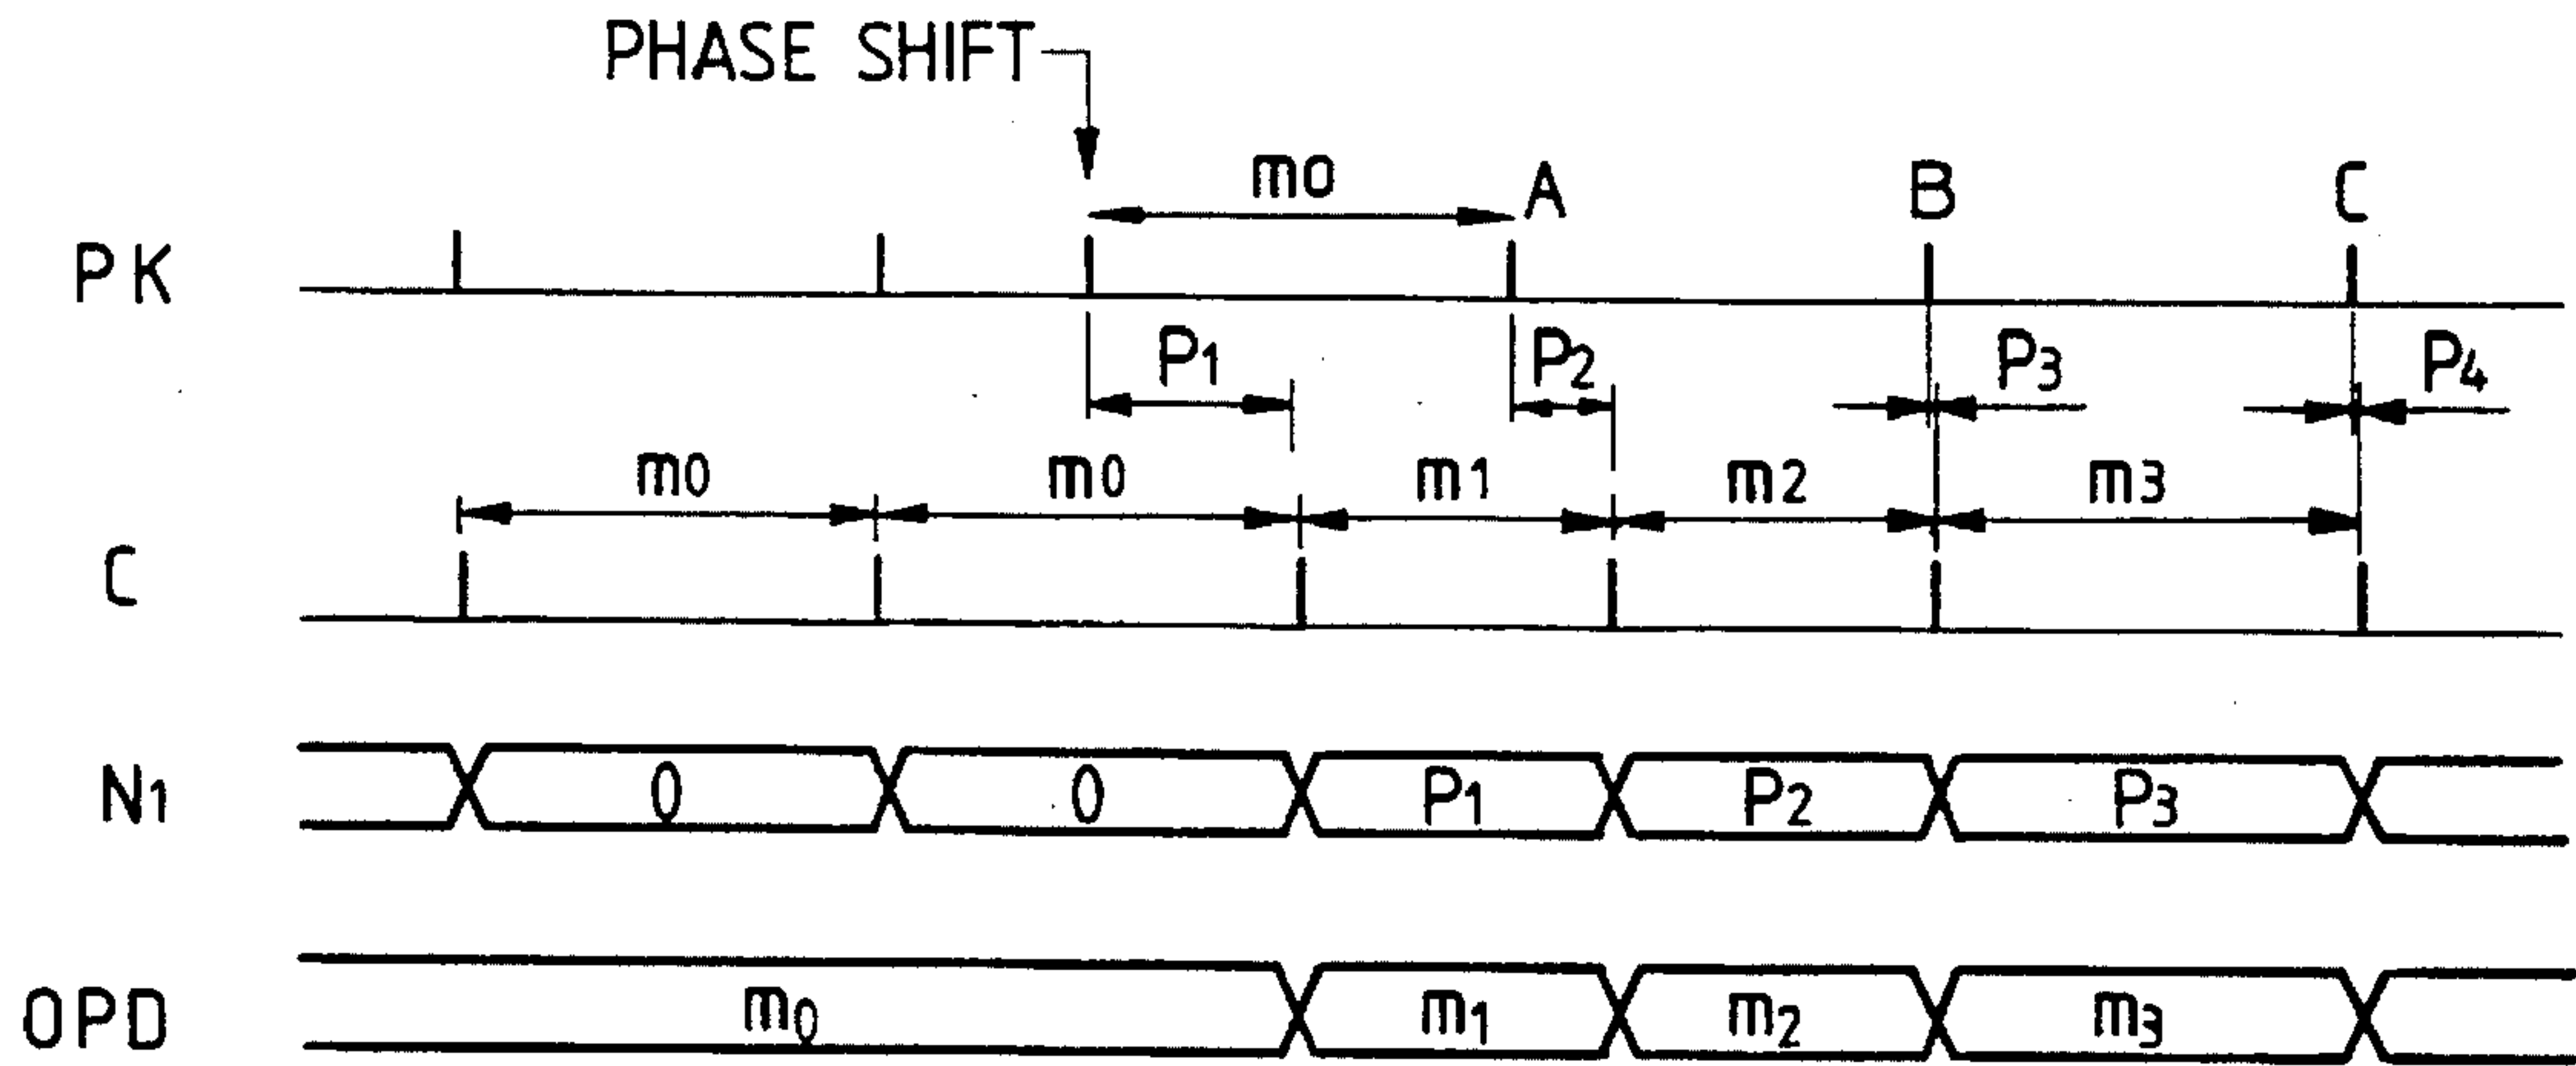 PHASE SHIFT
m0 A B C
PK
P1 P2 P3 P4
m0 m0 m1 m2 m3
C
N1 0 0 P1 P2 P3
OPD m0 m1 m2 m3